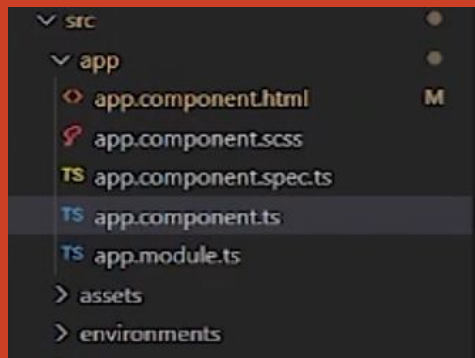 src
app
app.component.html M
app.component.scss
TS app.component.spec.ts
TS app.component.ts
TS app.module.ts
assets
environments